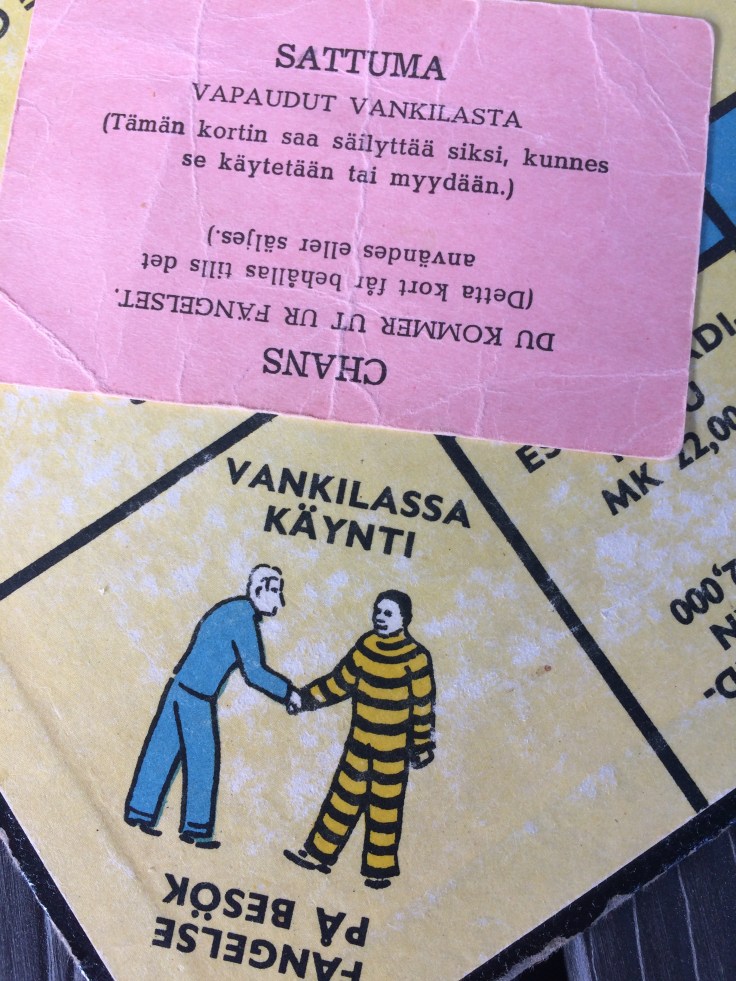 SATTUMA
VAPAUDUT VANKILASTA
(Tämän kortin saa säilyttää siksi, kunnes
se käytetään tai myydään.)
CHANS
DU KOMMER UT UR FÄNGELSET.
(Detta kort får behållas tills det
användes eller säljes.)
VANKILASSA
KÄYNTI
FÄNGELSE
PÅ BESÖK
MK 22,00